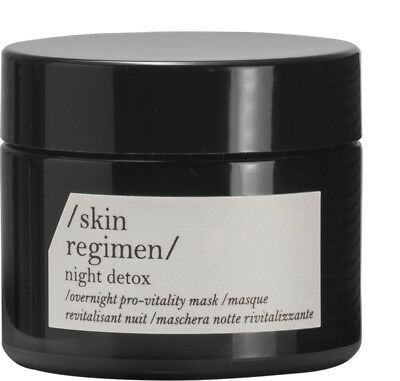 /skin
regimen/
night detox
/overnight pro-vitality mask /masque
revitalisant nuit /maschera notte rivitalizzante